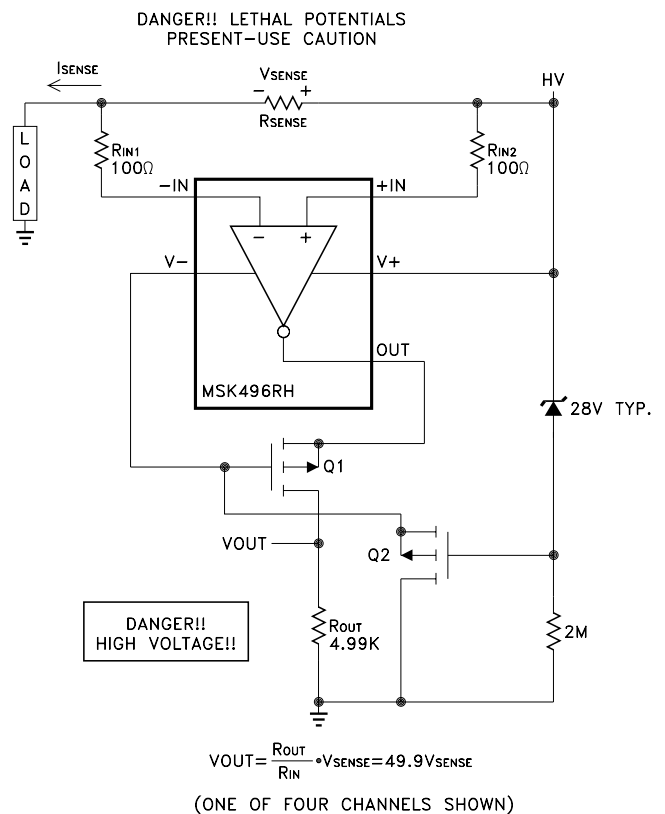 DANGER!! LETHAL POTENTIALS
PRESENT-USE CAUTION
ISENSE
VSENSE
- +
RSENSE
HV
LOAD
RIN1
100Ω
RIN2
100Ω
-IN
+IN
- +
V-
V+
OUT
MSK496RH
28V TYP.
Q1
VOUT
Q2
DANGER!!
HIGH VOLTAGE!!
ROUT
4.99K
2M
VOUT=ROUT/RIN•VSENSE=49.9VSENSE
(ONE OF FOUR CHANNELS SHOWN)